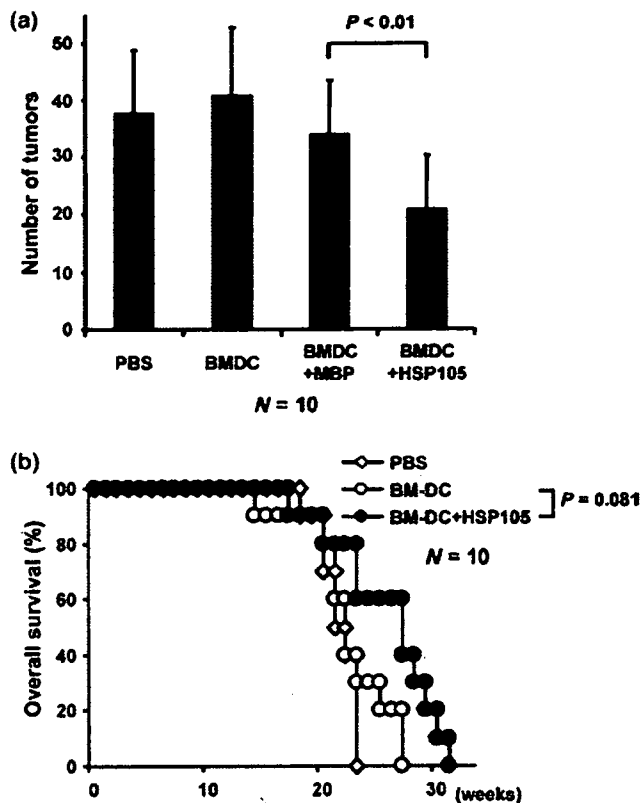 (a)
P < 0.01
50
40
30
20
10
0
Number of tumors
PBS
BMDC
BMDC
+MBP
BMDC
+HSP105
N = 10
(b)
PBS
BM-DC
BM-DC+HSP105
P = 0.081
N = 10
100
80
60
40
20
0
Overall survival (%)
0
10
20
30
(weeks)